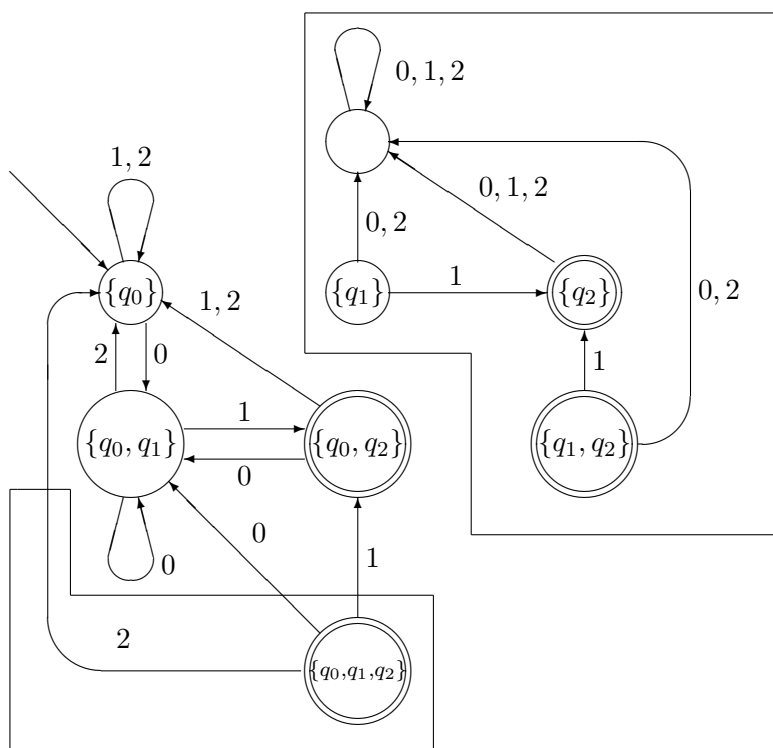 0, 1, 2
1, 2
0, 1, 2
0, 2
{q₀}
{q₁}
1
{q₂}
1, 2
0, 2
2
0
1
{q₀, q₁}
1
{q₀, q₂}
{q₁, q₂}
0
0
0
1
2
{q₀,q₁,q₂}